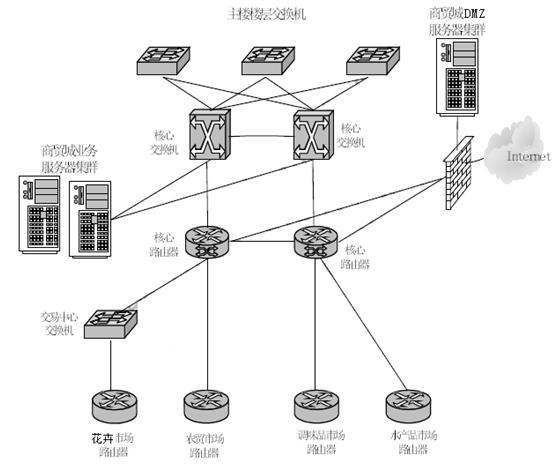 主楼楼层交换机
商贸城DMZ
服务器集群
核心
交换机
核心
交换机
Internet
商贸城业务
服务器集群
核心
路由器
核心
路由器
交易中心
交换机
花卉市场
路由器
农贸市场
路由器
调味品市场
路由器
水产品市场
路由器